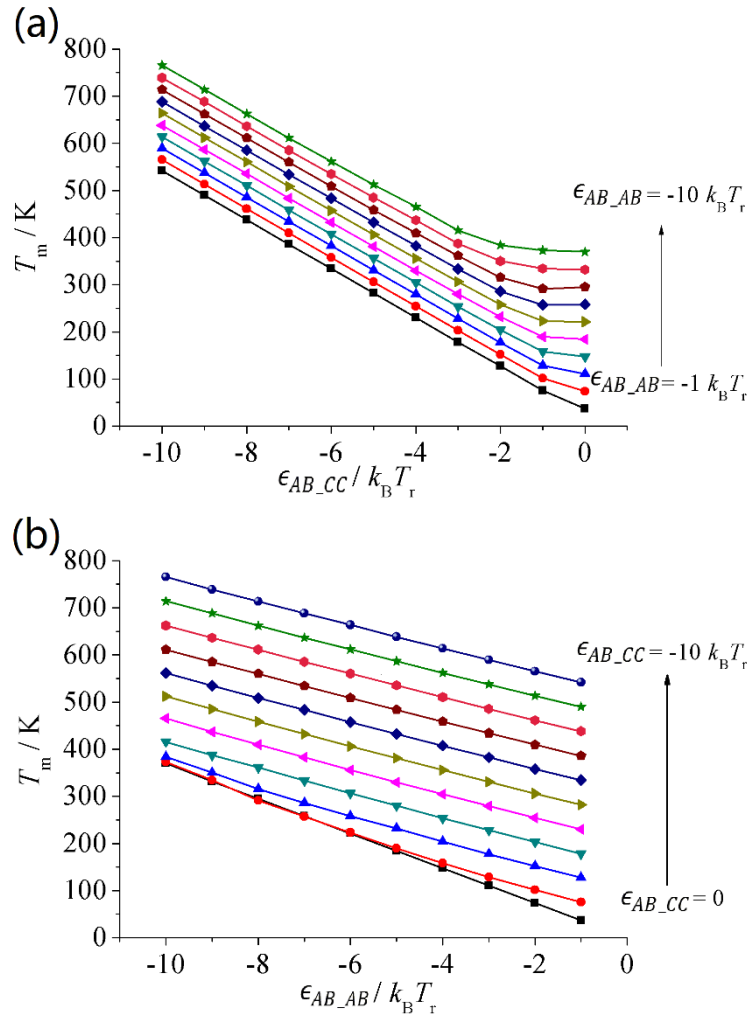 (a)
800
700
600
500
400
300
200
100
0
T_m / K
-10 -8 -6 -4 -2 0
ϵ_AB_CC / k_B T_r
ϵ_AB_AB = -10 k_B T_r
ϵ_AB_AB = -1 k_B T_r
(b)
800
700
600
500
400
300
200
100
0
T_m / K
-10 -8 -6 -4 -2 0
ϵ_AB_AB / k_B T_r
ϵ_AB_CC = -10 k_B T_r
ϵ_AB_CC = 0